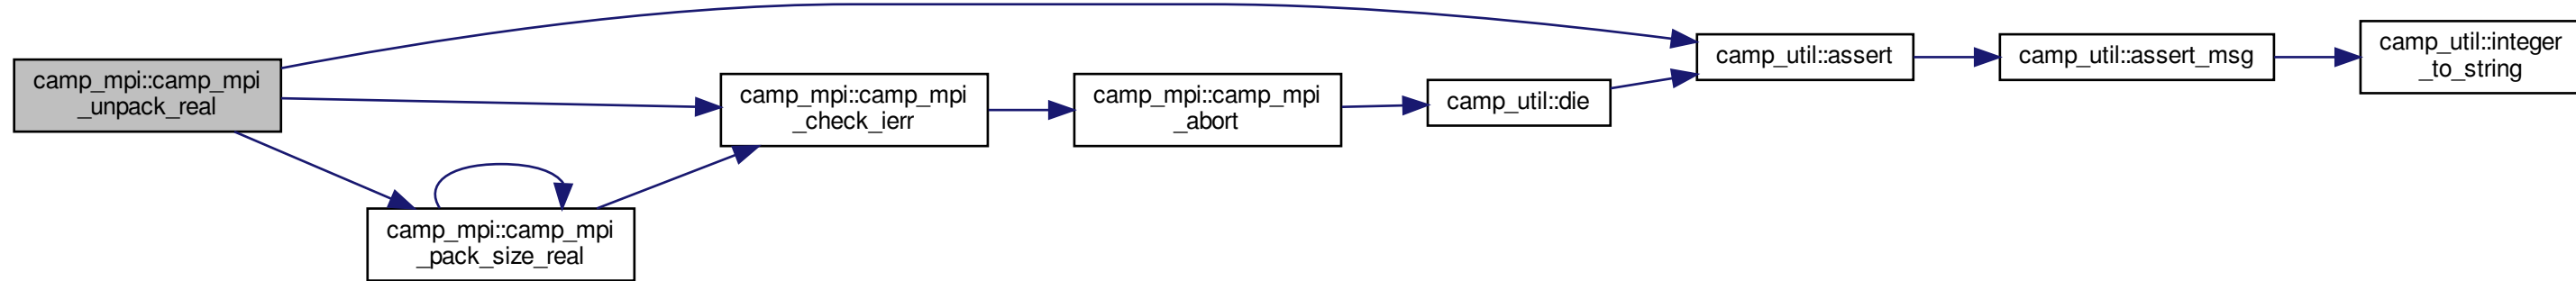 camp_mpi::camp_mpi
_unpack_real
camp_mpi::camp_mpi
_pack_size_real
camp_mpi::camp_mpi
_check_ierr
camp_mpi::camp_mpi
_abort
camp_util::die
camp_util::assert
camp_util::assert_msg
camp_util::integer
_to_string